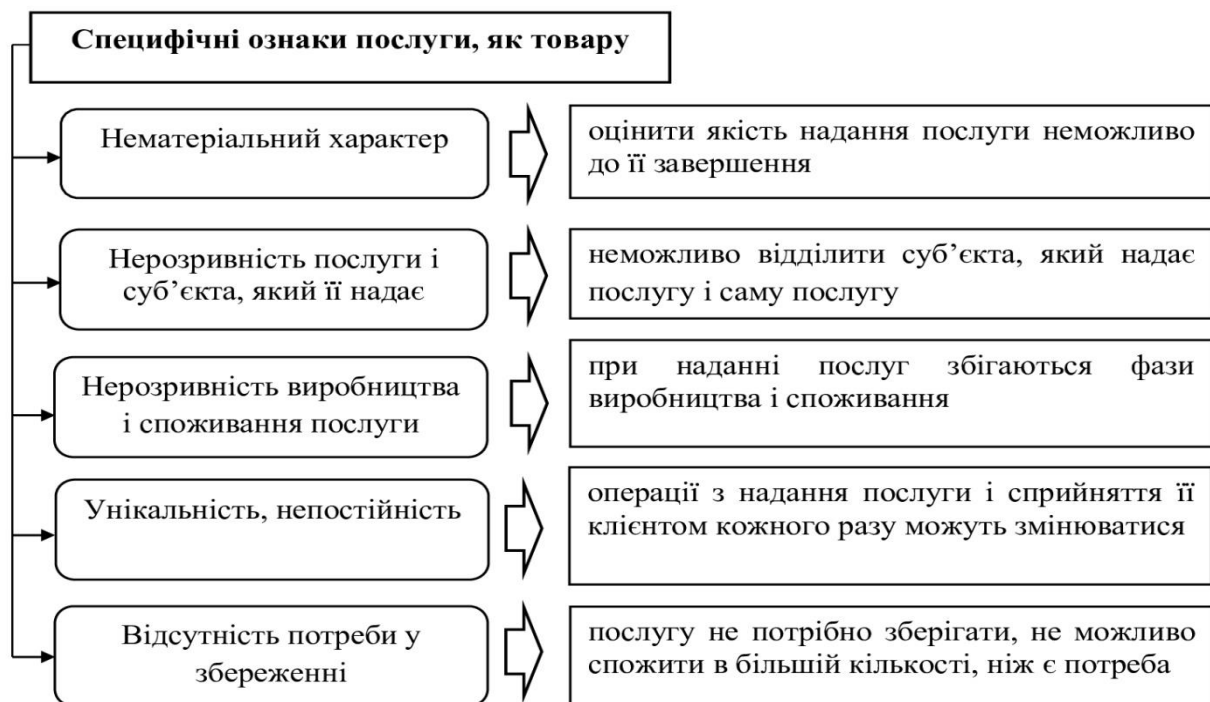 Специфічні ознаки послуги, як товару
Нематеріальний характер
оцінити якість надання послуги неможливо
до її завершення
Нерозривність послуги і
суб’єкта, який її надає
неможливо відділити суб’єкта, який надає
послугу і саму послугу
Нерозривність виробництва
і споживання послуги
при наданні послуг збігаються фази
виробництва і споживання
Унікальність, непостійність
операції з надання послуги і сприйняття її
клієнтом кожного разу можуть змінюватися
Відсутність потреби у
збереженні
послугу не потрібно зберігати, не можливо
спожити в більшій кількості, ніж є потреба